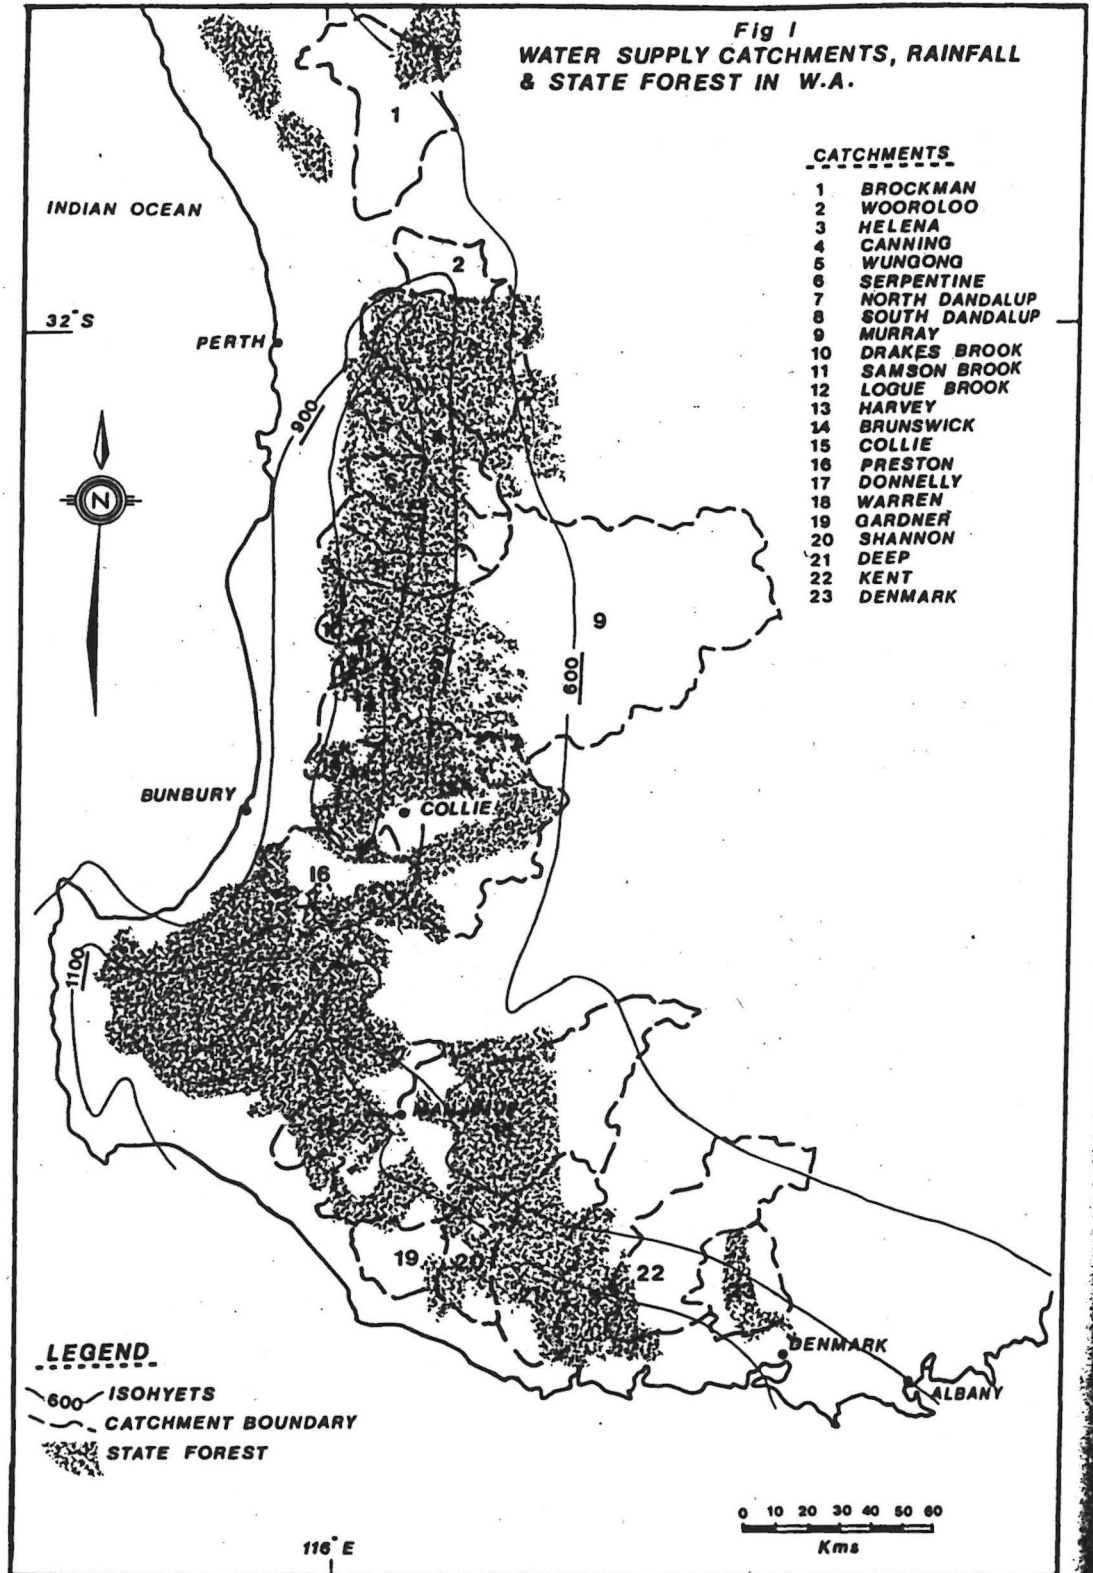 Fig 1
WATER SUPPLY CATCHMENTS, RAINFALL
& STATE FOREST IN W.A.
CATCHMENTS
1 BROCKMAN
2 WOOROLOO
3 HELENA
4 CANNING
5 WUNGONG
6 SERPENTINE
7 NORTH DANDALUP
8 SOUTH DANDALUP
9 MURRAY
10 DRAKES BROOK
11 SAMSON BROOK
12 LOGUE BROOK
13 HARVEY
14 BRUNSWICK
15 COLLIE
16 PRESTON
17 DONNELLY
18 WARREN
19 GARDNER
20 SHANNON
21 DEEP
22 KENT
23 DENMARK
1
INDIAN OCEAN
2
32°S
PERTH
900
N
9
600
BUNBURY
COLLIE
16
1100
19
20
22
DENMARK
ALBANY
LEGEND
600 ISOHYETS
CATCHMENT BOUNDARY
STATE FOREST
0 10 20 30 40 50 60
Kms
116°E